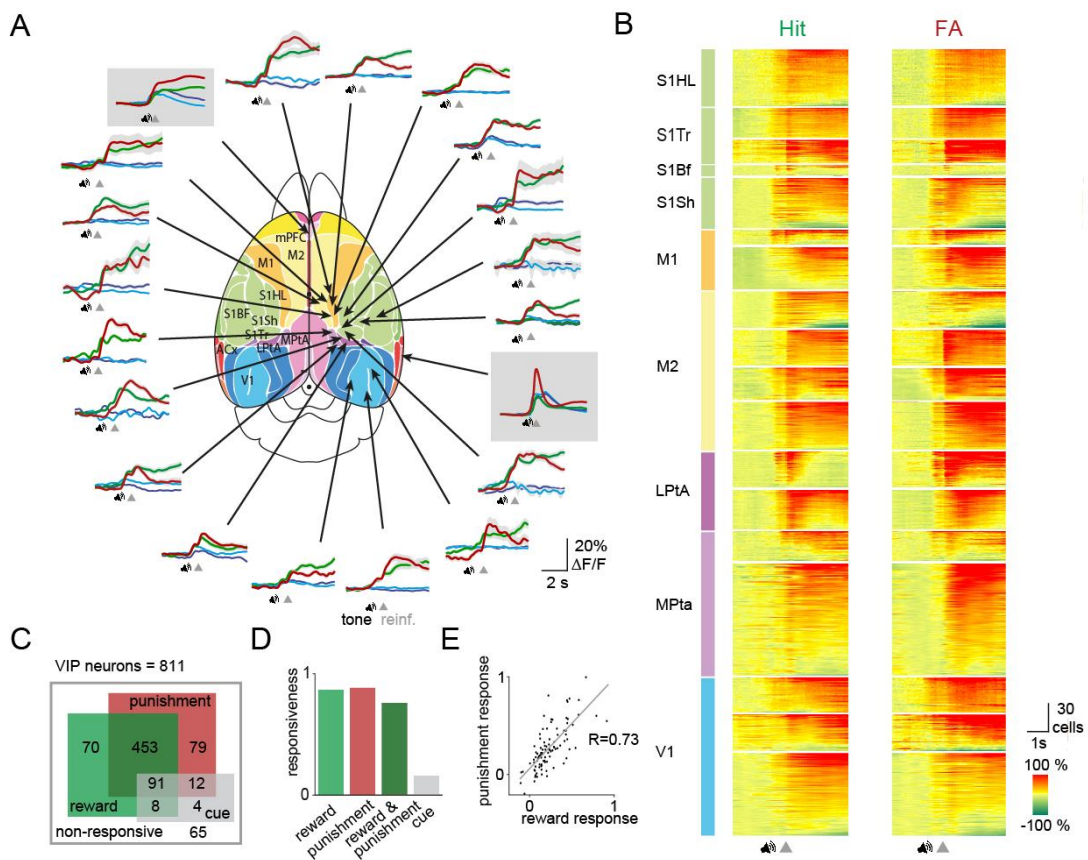 A
mPFC
M1
M2
S1HL
S1BF
S1Sh
S1Tr
MPtA
ACx
LPtA
V1
20%
ΔF/F
2 s
tone reinf.
B
Hit FA
S1HL
S1Tr
S1Bf
S1Sh
M1
M2
LPtA
MPta
V1
30
cells
1s
100 %
-100 %
C
VIP neurons = 811
punishment
70 453 79
91 12
reward 8 4
cue
non-responsive 65
D
responsiveness
1
0
reward
punishment
reward &
punishment
cue
E
punishment response
1
0
R=0.73
0 1
reward response